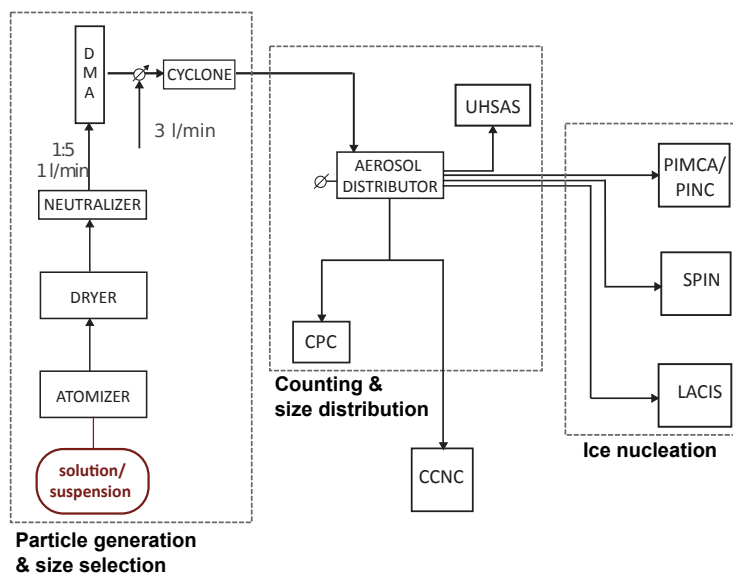 D
M
A
CYCLONE
3 l/min
1:5
1 l/min
NEUTRALIZER
DRYER
ATOMIZER
solution/
suspension
Particle generation
& size selection
UHSAS
AEROSOL
DISTRIBUTOR
CPC
Counting &
size distribution
CCNC
PIMCA/
PINC
SPIN
LACIS
Ice nucleation